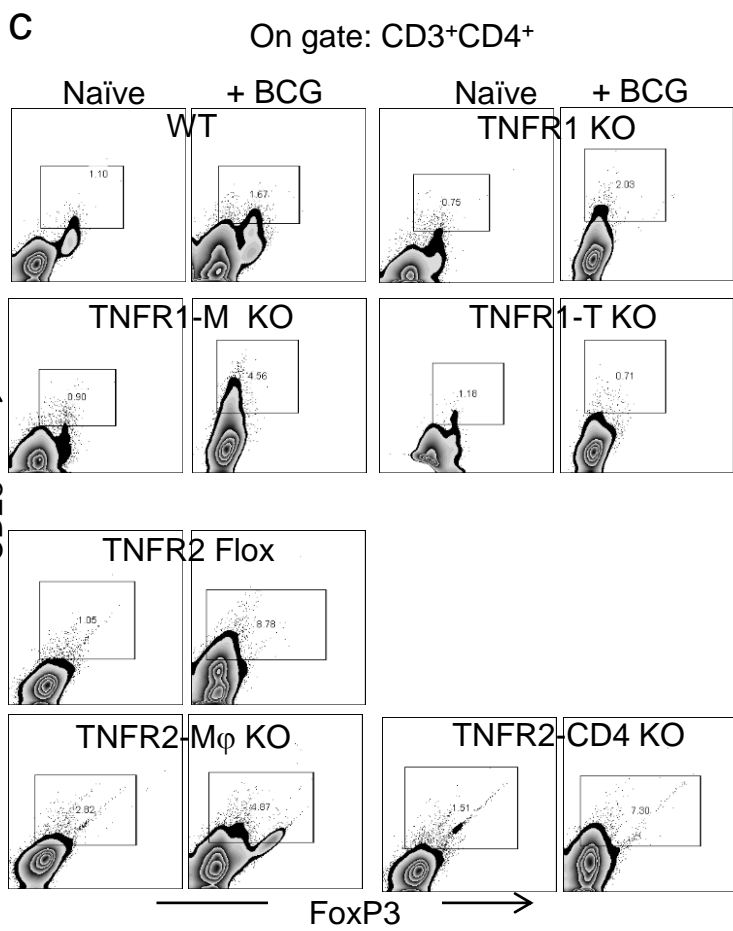 C
On gate: CD3⁺CD4⁺
Naïve + BCG Naïve + BCG
WT TNFR1 KO
1.10 1.67 0.75 2.03
TNFR1-M KO TNFR1-T KO
0.90 4.56 1.18 0.71
TNFR2 Flox
1.05 8.78
TNFR2-Mφ KO TNFR2-CD4 KO
2.82 4.87 1.51 7.30
FoxP3